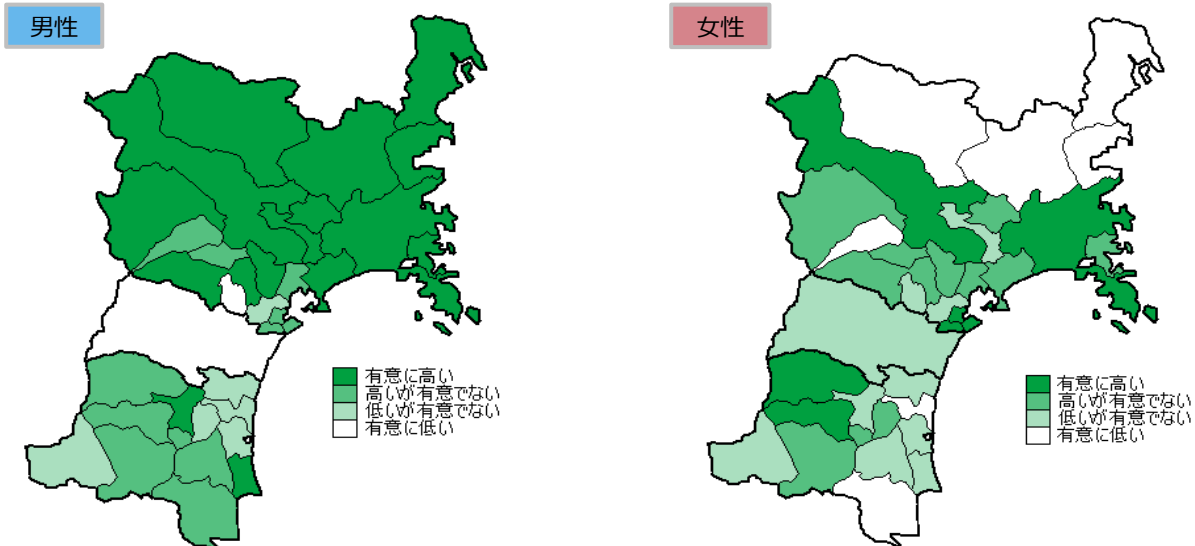 男性
有意に高い
高いが有意でない
低いが有意でない
有意に低い
女性
有意に高い
高いが有意でない
低いが有意でない
有意に低い